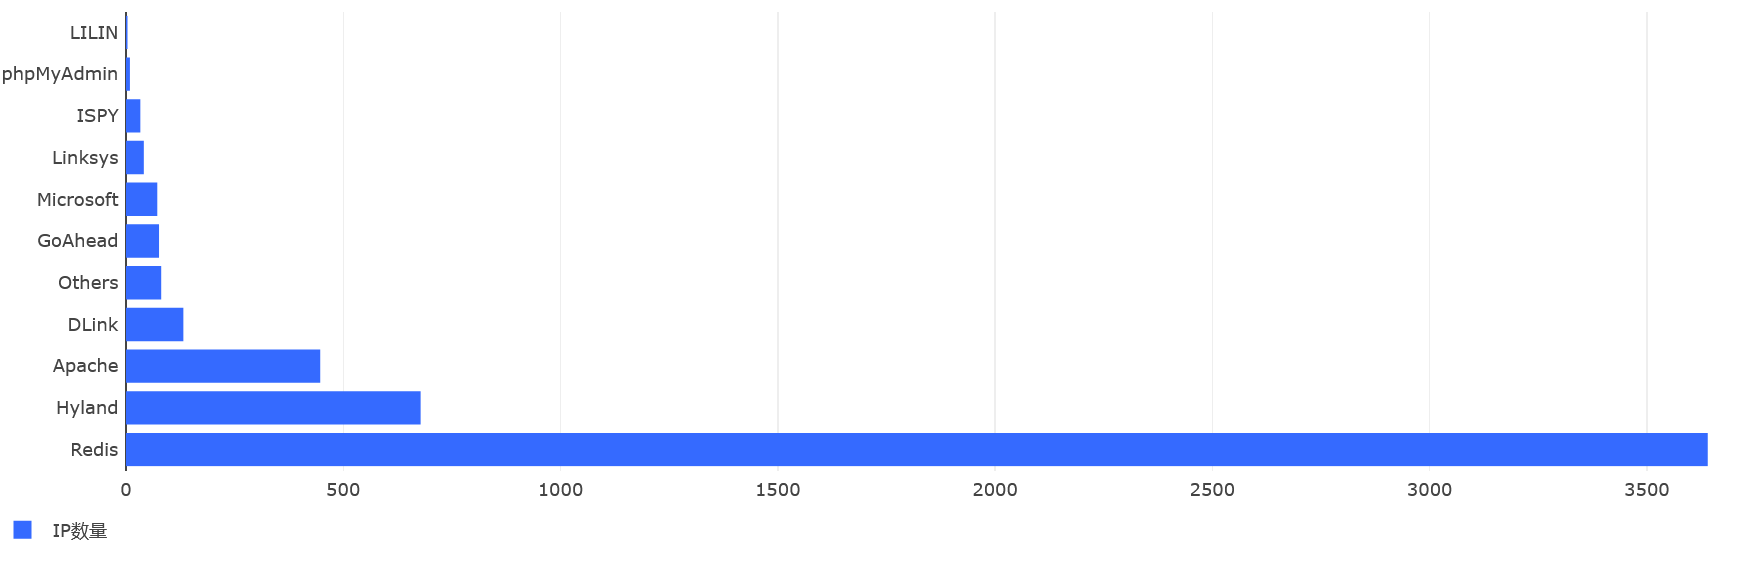 LILIN
phpMyAdmin
ISPY
Linksys
Microsoft
GoAhead
Others
DLink
Apache
Hyland
Redis
0 500 1000 1500 2000 2500 3000 3500
IP数量